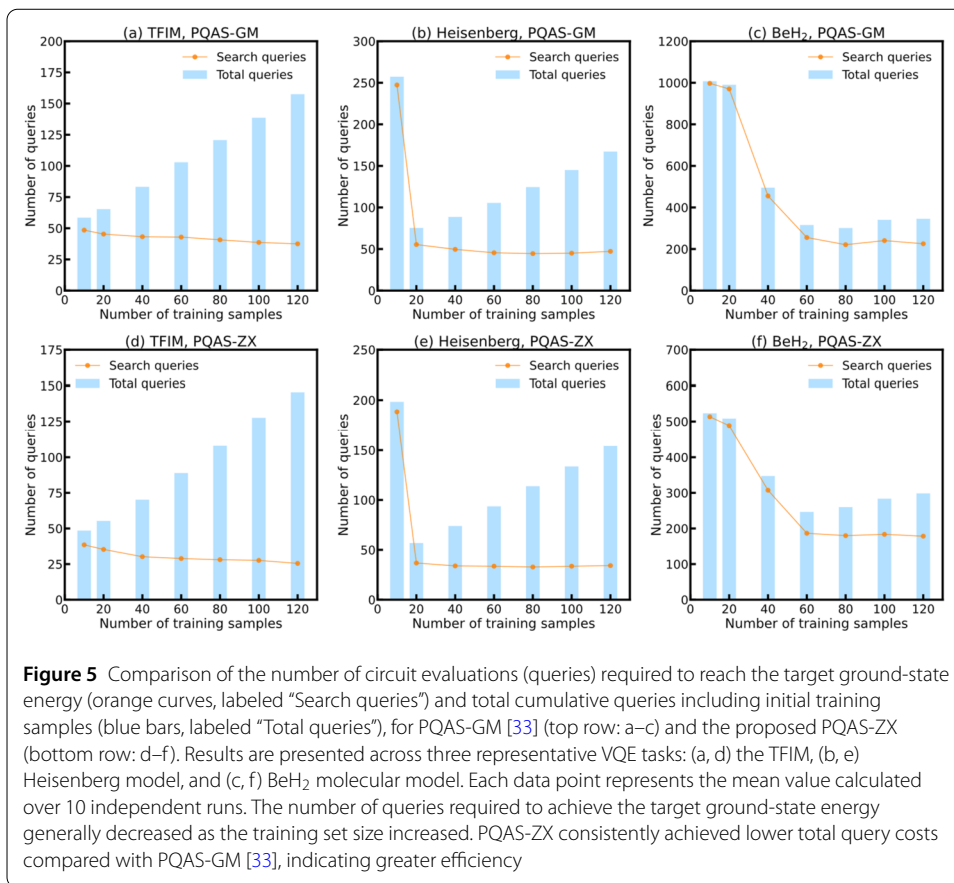 (a) TFIM, PQAS-GM
200
175
150
125
100
75
50
25
0
Number of queries
Search queries
Total queries
0 20 40 60 80 100 120
Number of training samples
(b) Heisenberg, PQAS-GM
300
250
200
150
100
50
0
Number of queries
Search queries
Total queries
0 20 40 60 80 100 120
Number of training samples
(c) BeH₂, PQAS-GM
1200
1000
800
600
400
200
0
Number of queries
Search queries
Total queries
0 20 40 60 80 100 120
Number of training samples
(d) TFIM, PQAS-ZX
175
150
125
100
75
50
25
0
Number of queries
Search queries
Total queries
0 20 40 60 80 100 120
Number of training samples
(e) Heisenberg, PQAS-ZX
250
200
150
100
50
0
Number of queries
Search queries
Total queries
0 20 40 60 80 100 120
Number of training samples
(f) BeH₂, PQAS-ZX
700
600
500
400
300
200
100
0
Number of queries
Search queries
Total queries
0 20 40 60 80 100 120
Number of training samples
Figure 5 Comparison of the number of circuit evaluations (queries) required to reach the target ground-state
energy (orange curves, labeled “Search queries”) and total cumulative queries including initial training
samples (blue bars, labeled “Total queries”), for PQAS-GM [33] (top row: a–c) and the proposed PQAS-ZX
(bottom row: d–f). Results are presented across three representative VQE tasks: (a, d) the TFIM, (b, e)
Heisenberg model, and (c, f) BeH₂ molecular model. Each data point represents the mean value calculated
over 10 independent runs. The number of queries required to achieve the target ground-state energy
generally decreased as the training set size increased. PQAS-ZX consistently achieved lower total query costs
compared with PQAS-GM [33], indicating greater efficiency